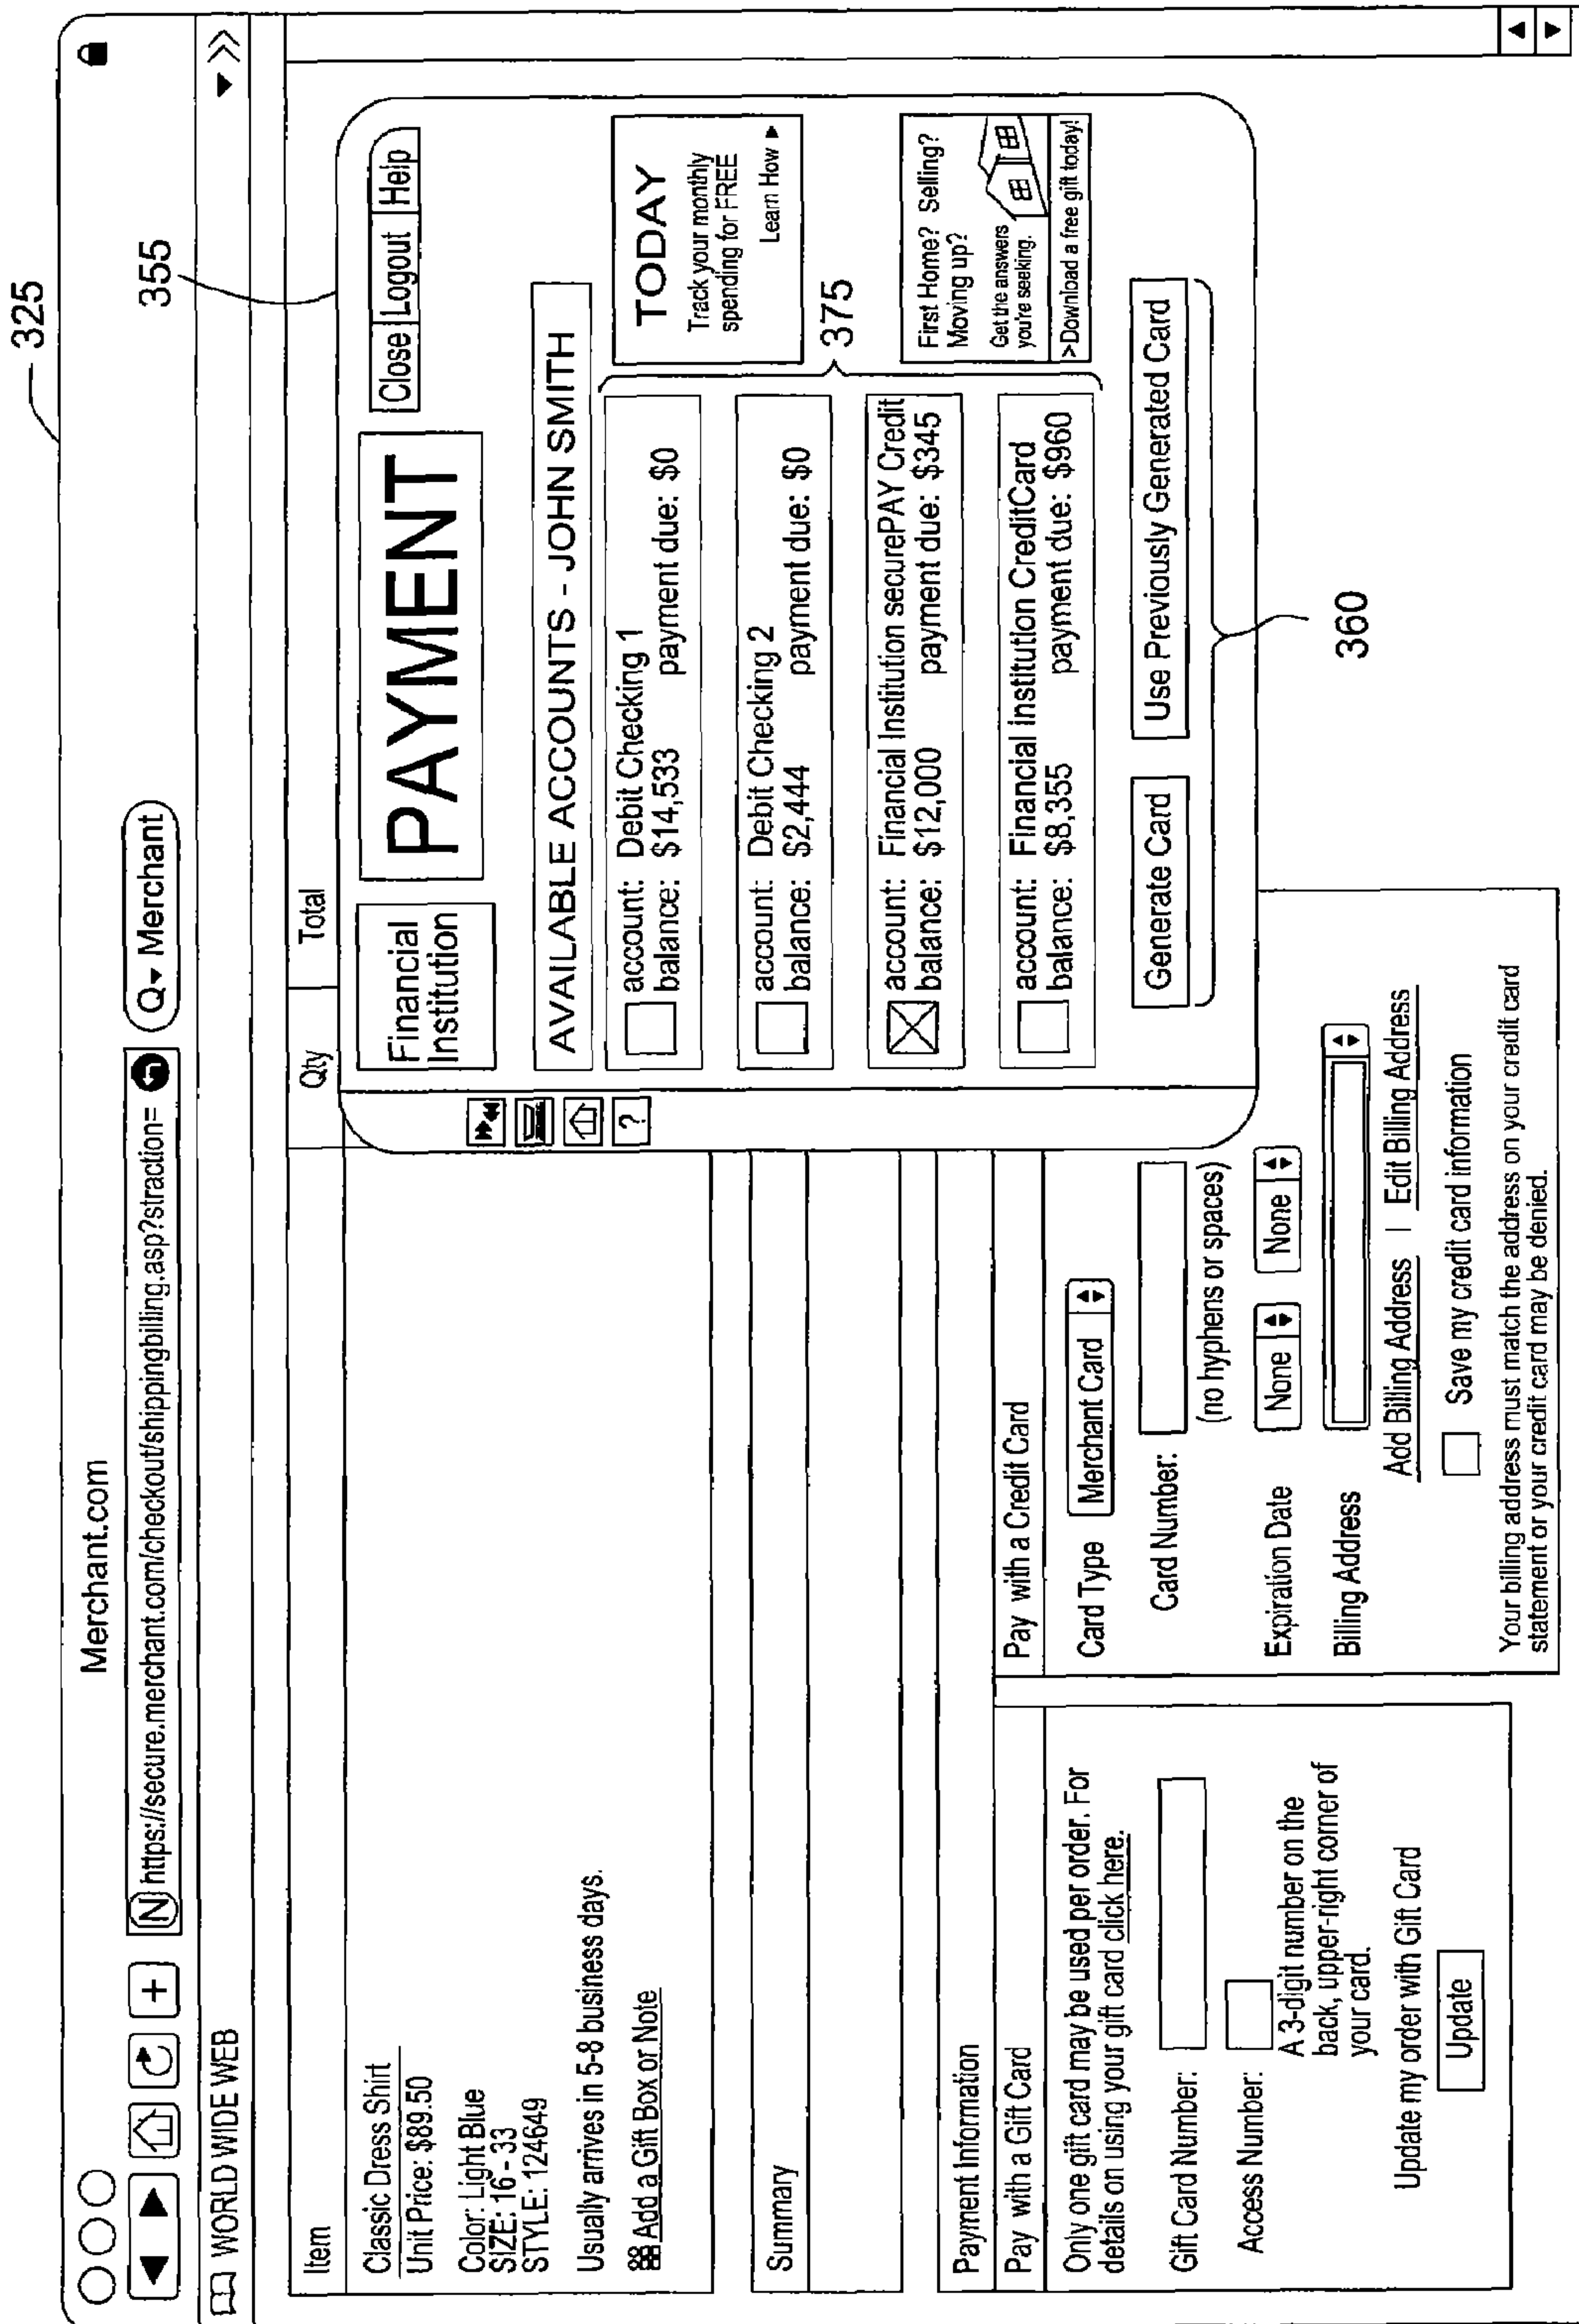 325
Merchant.com
N https://secure.merchant.com/checkout/shippingbilling.asp?straction=
Q Merchant
355
WORLD WIDE WEB
Item
Qty
Total
Classic Dress Shirt
Unit Price: $89.50
Color: Light Blue
SIZE: 16 - 33
STYLE: 124649
Usually arrives in 5-8 business days.
Add a Gift Box or Note
Summary
Payment Information
Pay with a Gift Card
Only one gift card may be used per order. For
details on using your gift card click here.
Gift Card Number:
Access Number:
A 3-digit number on the
back, upper-right corner of
your card.
Update my order with Gift Card
Update
Pay with a Credit Card
Card Type
Merchant Card
Card Number:
(no hyphens or spaces)
Expiration Date
None
None
Billing Address
Add Billing Address | Edit Billing Address
Save my credit card information
Your billing address must match the address on your credit card
statement or your credit card may be denied.
?
Financial
Institution
PAYMENT
Close Logout Help
AVAILABLE ACCOUNTS - JOHN SMITH
account: Debit Checking 1
balance: $14,533 payment due: $0
account: Debit Checking 2
balance: $2,444 payment due: $0
account: Financial Institution securePAY Credit
balance: $12,000 payment due: $345
account: Financial Institution CreditCard
balance: $8,355 payment due: $960
TODAY
Track your monthly
spending for FREE
Learn How
375
First Home? Selling?
Moving up?
Get the answers
you're seeking.
>Download a free gift today!
Generate Card
Use Previously Generated Card
360